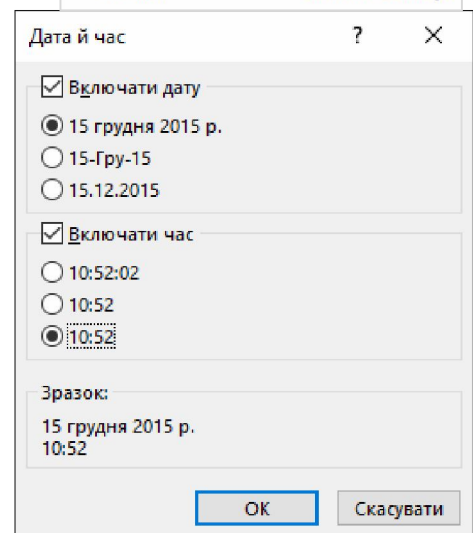 Дата й час ? ×
Включати дату
15 грудня 2015 р.
15-Гру-15
15.12.2015
Включати час
10:52:02
10:52
10:52
Зразок:
15 грудня 2015 р.
10:52
ОК Скасувати